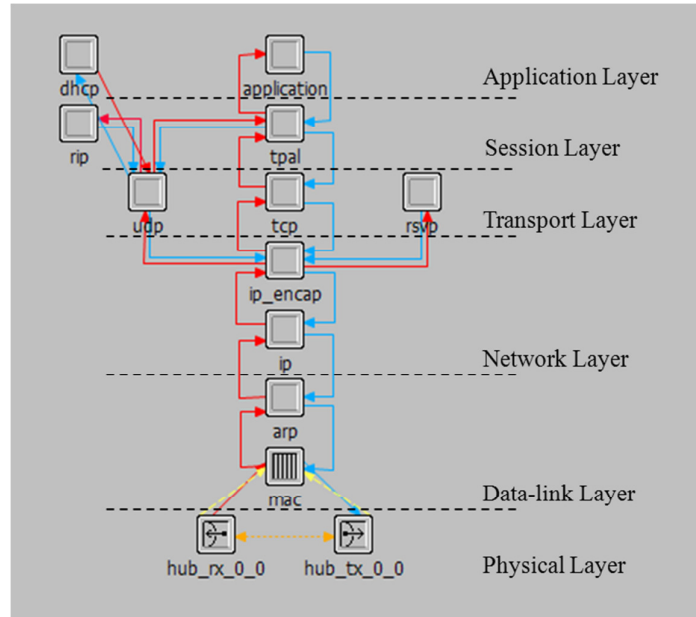 dhcp
application
Application Layer
rip
tpal
Session Layer
udp
tcp
rsvp
Transport Layer
ip_encap
ip
Network Layer
arp
mac
Data-link Layer
hub_rx_0_0
hub_tx_0_0
Physical Layer